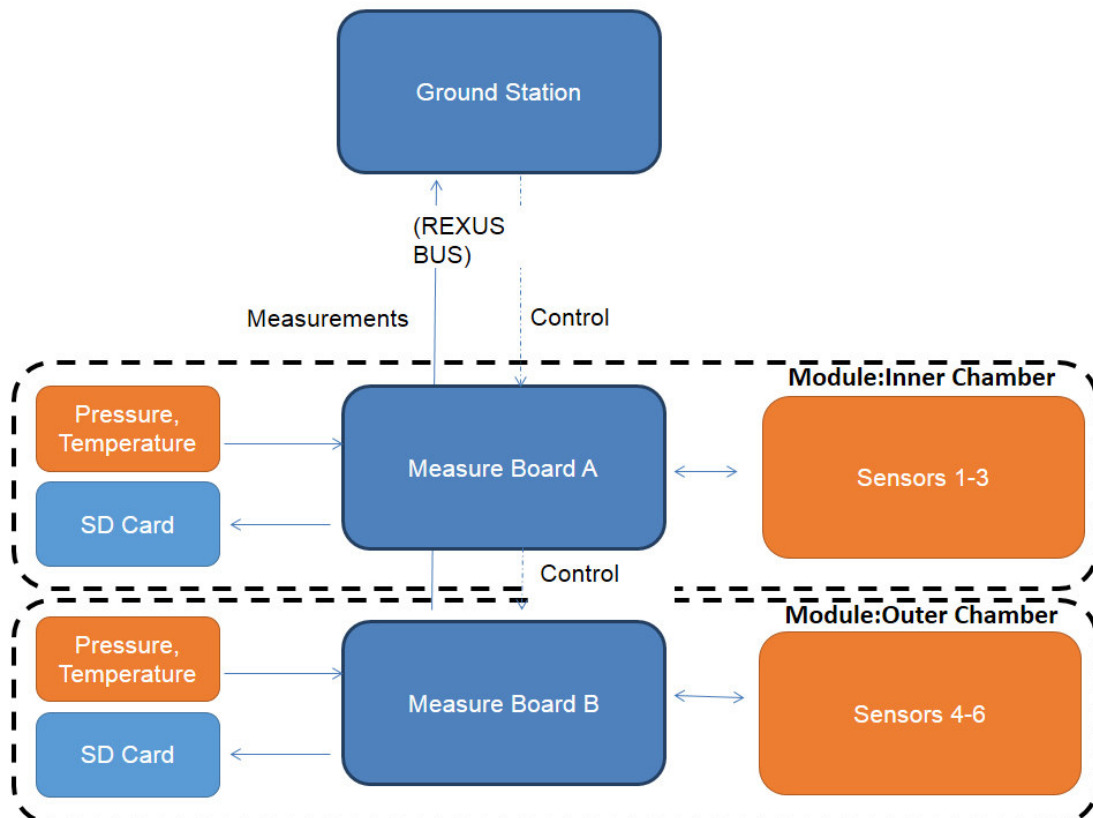 Ground Station
(REXUS
BUS)
Measurements
Control
Module:Inner Chamber
Pressure,
Temperature
Measure Board A
Sensors 1-3
SD Card
Control
Module:Outer Chamber
Pressure,
Temperature
Measure Board B
Sensors 4-6
SD Card